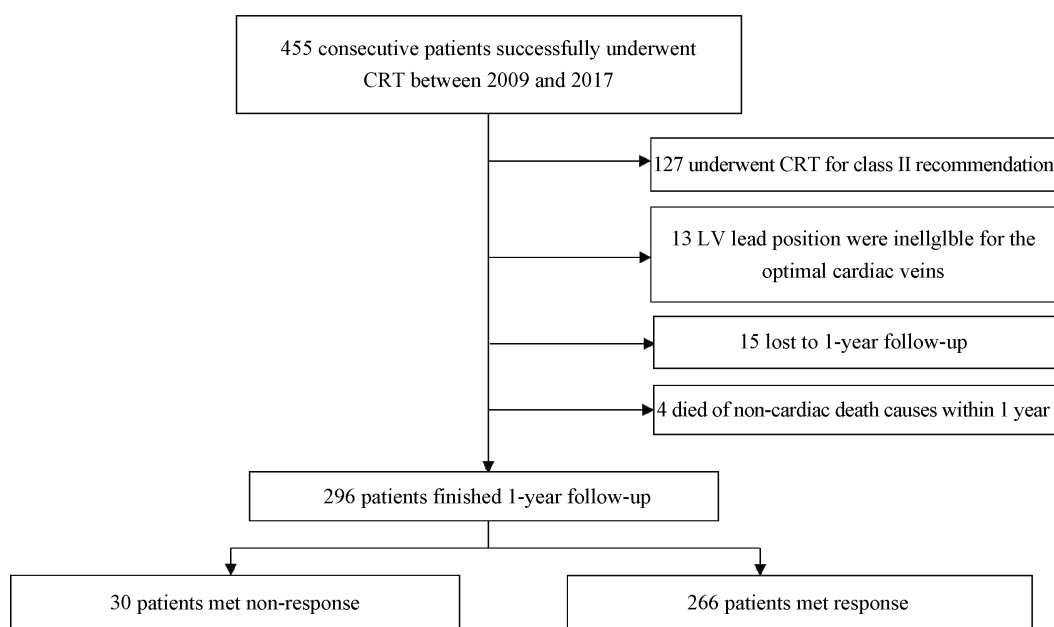 455 consecutive patients successfully underwent
CRT between 2009 and 2017
127 underwent CRT for class II recommendation
13 LV lead position were inellglble for the
optimal cardiac veins
15 lost to 1-year follow-up
4 died of non-cardiac death causes within 1 year
296 patients finished 1-year follow-up
30 patients met non-response
266 patients met response